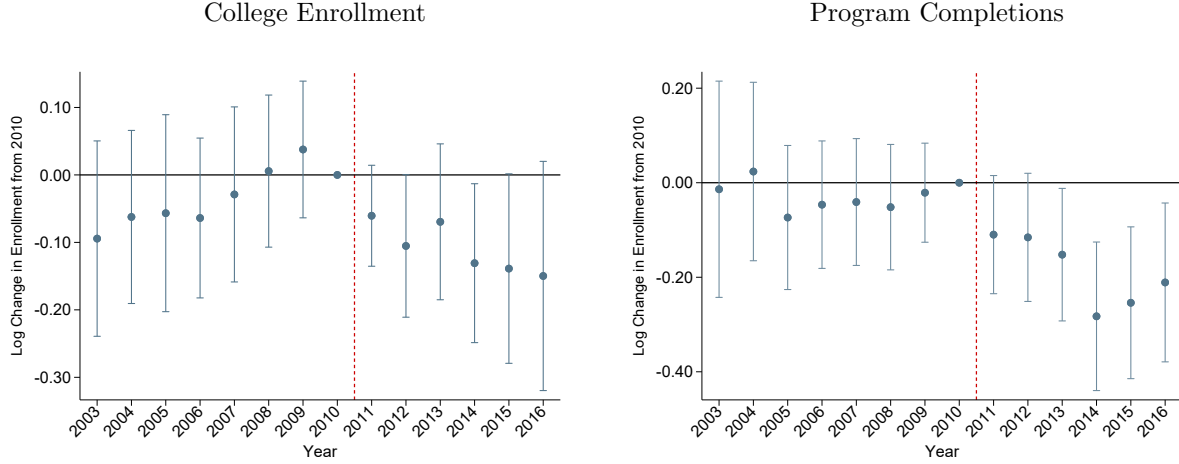 College Enrollment
Log Change in Enrollment from 2010
0.10
0.00
-0.10
-0.20
-0.30
2003 2004 2005 2006 2007 2008 2009 2010 2011 2012 2013 2014 2015 2016
Year
Program Completions
Log Change in Enrollment from 2010
0.20
0.00
-0.20
-0.40
2003 2004 2005 2006 2007 2008 2009 2010 2011 2012 2013 2014 2015 2016
Year